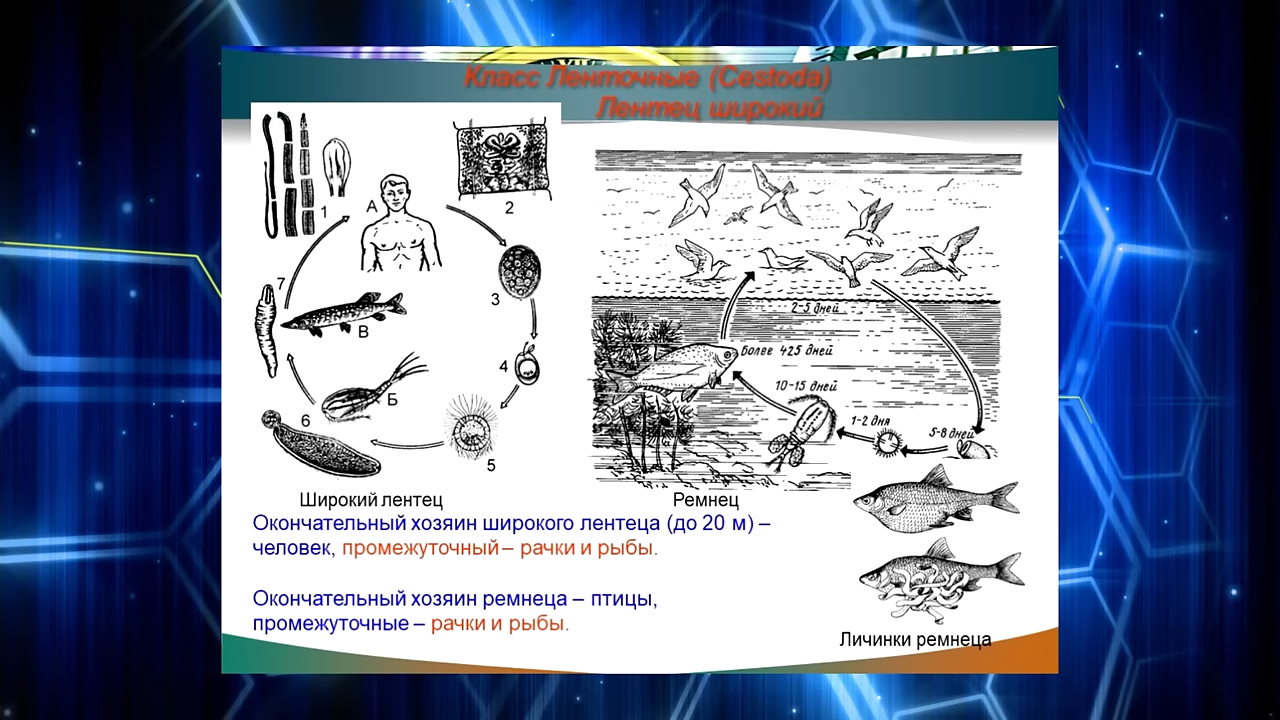 Класс Ленточные (Cestoda)
Лентец широкий
1
А
2
3
7
В
4
Б
6
5
2-5 дней
Более 425 дней
10-15 дней
1-2 дня
5-8 дней
Широкий лентец
Ремнец
Окончательный хозяин широкого лентеца (до 20 м) –
человек, промежуточный – рачки и рыбы.
Окончательный хозяин ремнеца – птицы,
промежуточные – рачки и рыбы.
Личинки ремнеца